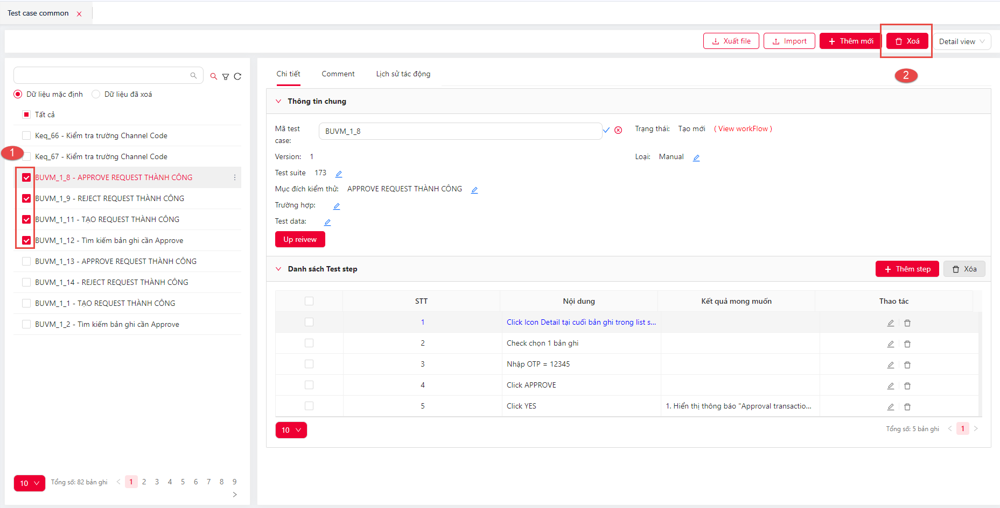 Test case common
Xuất file
Import
Thêm mới
Xoá
Detail view
2
Dữ liệu mặc định
Dữ liệu đã xoá
Tất cả
Keq_66 - Kiểm tra trường Channel Code
1
Keq_67 - Kiểm tra trường Channel Code
BUVM_1_8 - APPROVE REQUEST THÀNH CÔNG
BUVM_1_9 - REJECT REQUEST THÀNH CÔNG
BUVM_1_11 - TẠO REQUEST THÀNH CÔNG
BUVM_1_12 - Tìm kiếm bản ghi cần Approve
BUVM_1_13 - APPROVE REQUEST THÀNH CÔNG
BUVM_1_14 - REJECT REQUEST THÀNH CÔNG
BUVM_1_1 - TẠO REQUEST THÀNH CÔNG
BUVM_1_2 - Tìm kiếm bản ghi cần Approve
10
Tổng số: 82 bản ghi
1 2 3 4 5 6 7 8 9
Chi tiết
Comment
Lịch sử tác động
Thông tin chung
Mã test case:
BUVM_1_8
Trạng thái: Tạo mới ( View workFlow )
Version: 1
Loại: Manual
Test suite 173
Mục đích kiểm thử: APPROVE REQUEST THÀNH CÔNG
Trường hợp:
Test data:
Up reivew
Danh sách Test step
Thêm step
Xóa
STT Nội dung Kết quả mong muốn Thao tác
1 Click Icon Detail tại cuối bản ghi trong list s...
2 Check chọn 1 bản ghi
3 Nhập OTP = 12345
4 Click APPROVE
5 Click YES 1. Hiển thị thông báo "Approval transactio...
10
Tổng số: 5 bản ghi
1